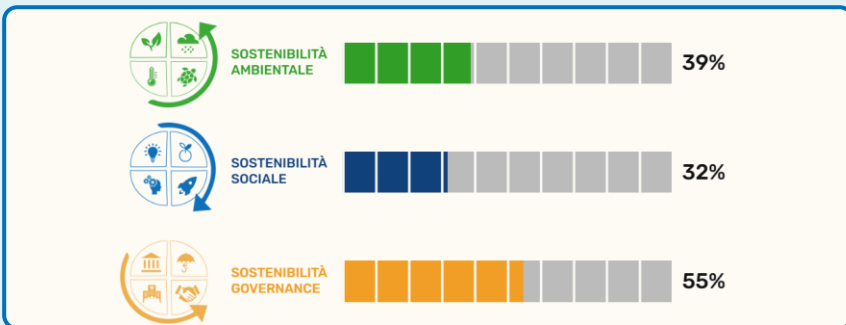 SOSTENIBILITÀ
AMBIENTALE
39%
SOSTENIBILITÀ
SOCIALE
32%
SOSTENIBILITÀ
GOVERNANCE
55%